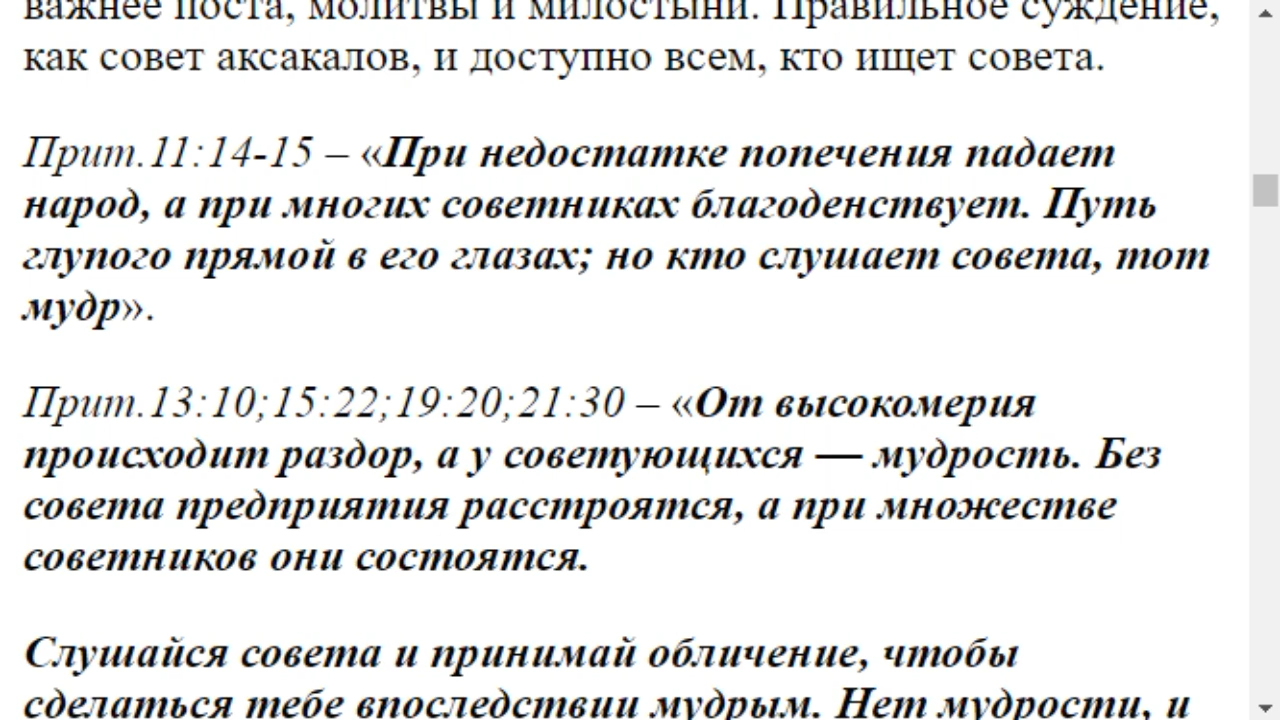 важнее поста, молитвы и милостыни. Правильное суждение,
как совет аксакалов, и доступно всем, кто ищет совета.
Прит.11:14-15 – «При недостатке попечения падает
народ, а при многих советниках благоденствует. Путь
глупого прямой в его глазах; но кто слушает совета, тот
мудр».
Прит.13:10;15:22;19:20;21:30 – «От высокомерия
происходит раздор, а у советующихся — мудрость. Без
совета предприятия расстроятся, а при множестве
советников они состоятся.
Слушайся совета и принимай обличение, чтобы
сделаться тебе впоследствии мудрым. Нет мудрости, и